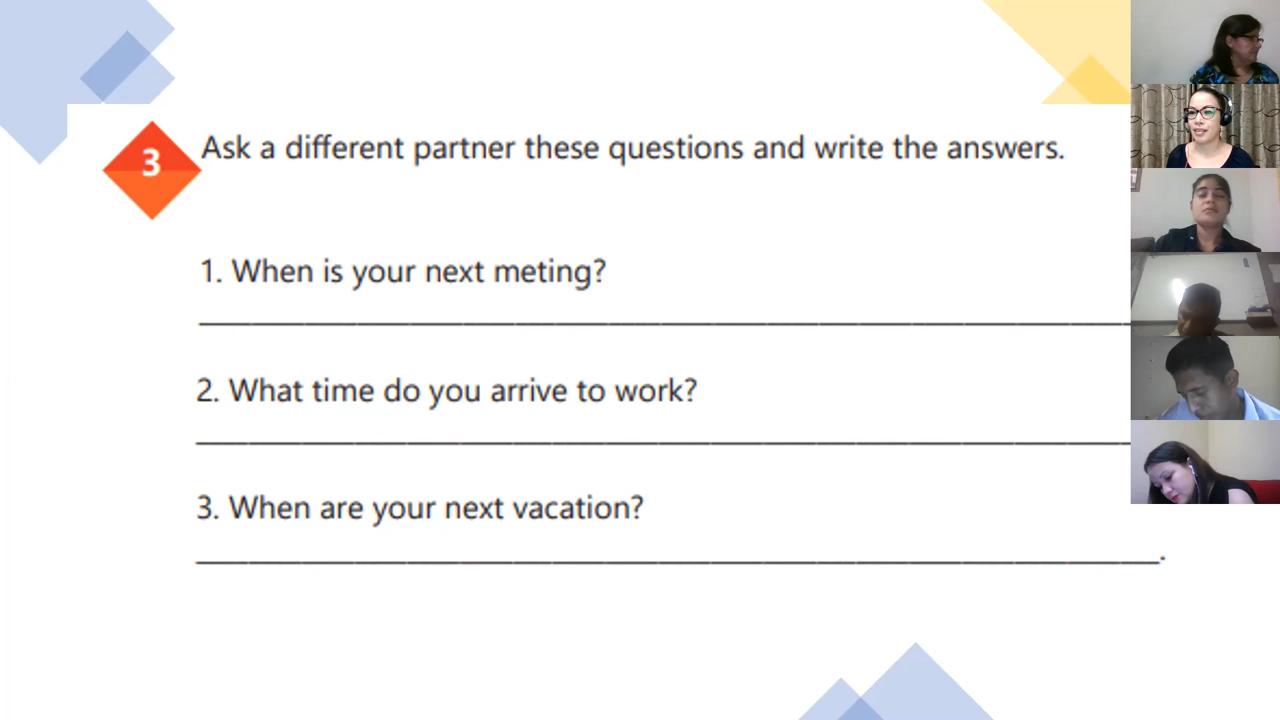 3
Ask a different partner these questions and write the answers.
1. When is your next meting?
2. What time do you arrive to work?
3. When are your next vacation?